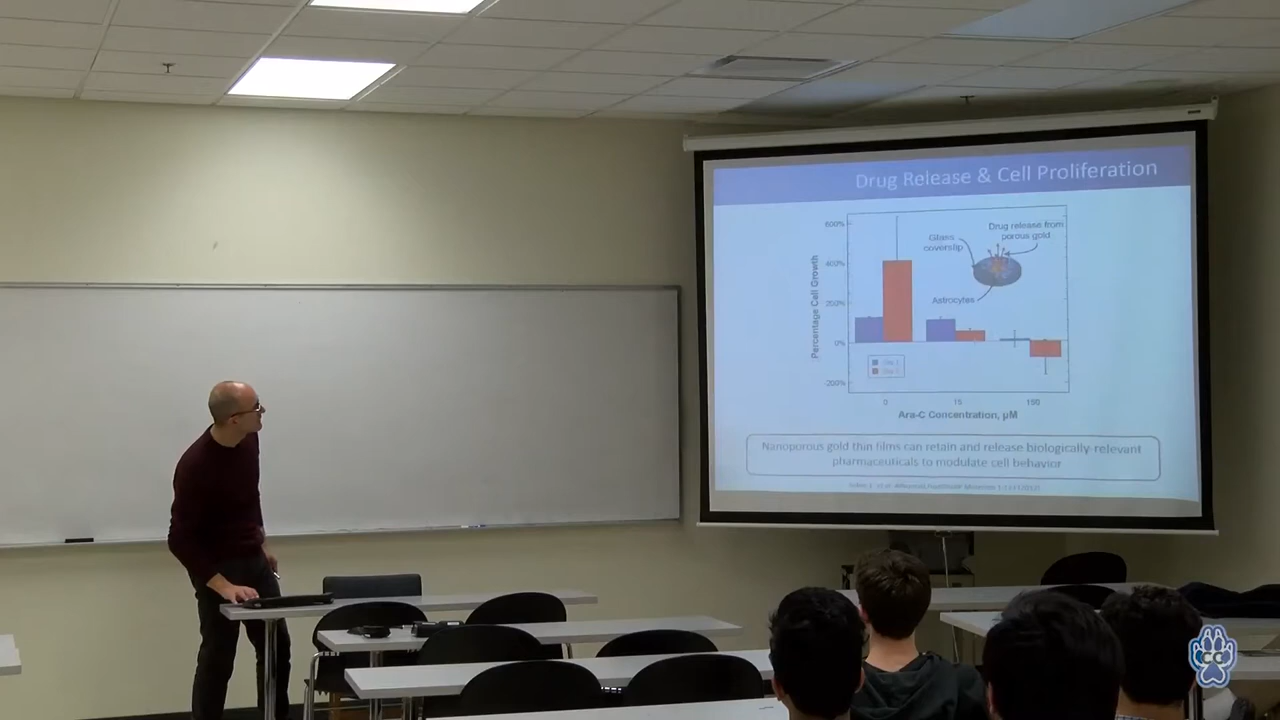 Drug Release & Cell Proliferation
600%
400%
200%
0%
-200%
Percentage Cell Growth
Glass
coverslip
Drug release from
porous gold
Astrocytes
0
15
150
Ara-C Concentration, µM
Nanoporous gold thin films can retain and release biologically-relevant
pharmaceuticals to modulate cell behavior
CC